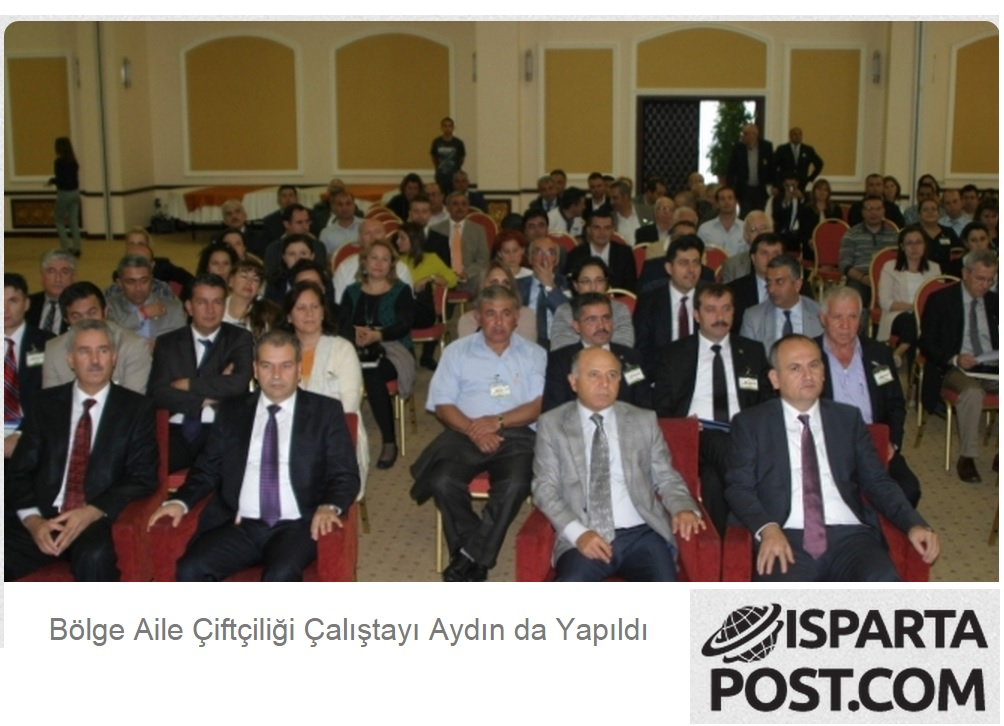 Bölge Aile Çiftçiliği Çalıştayı Aydın da Yapıldı
ISPARTA
POST.COM